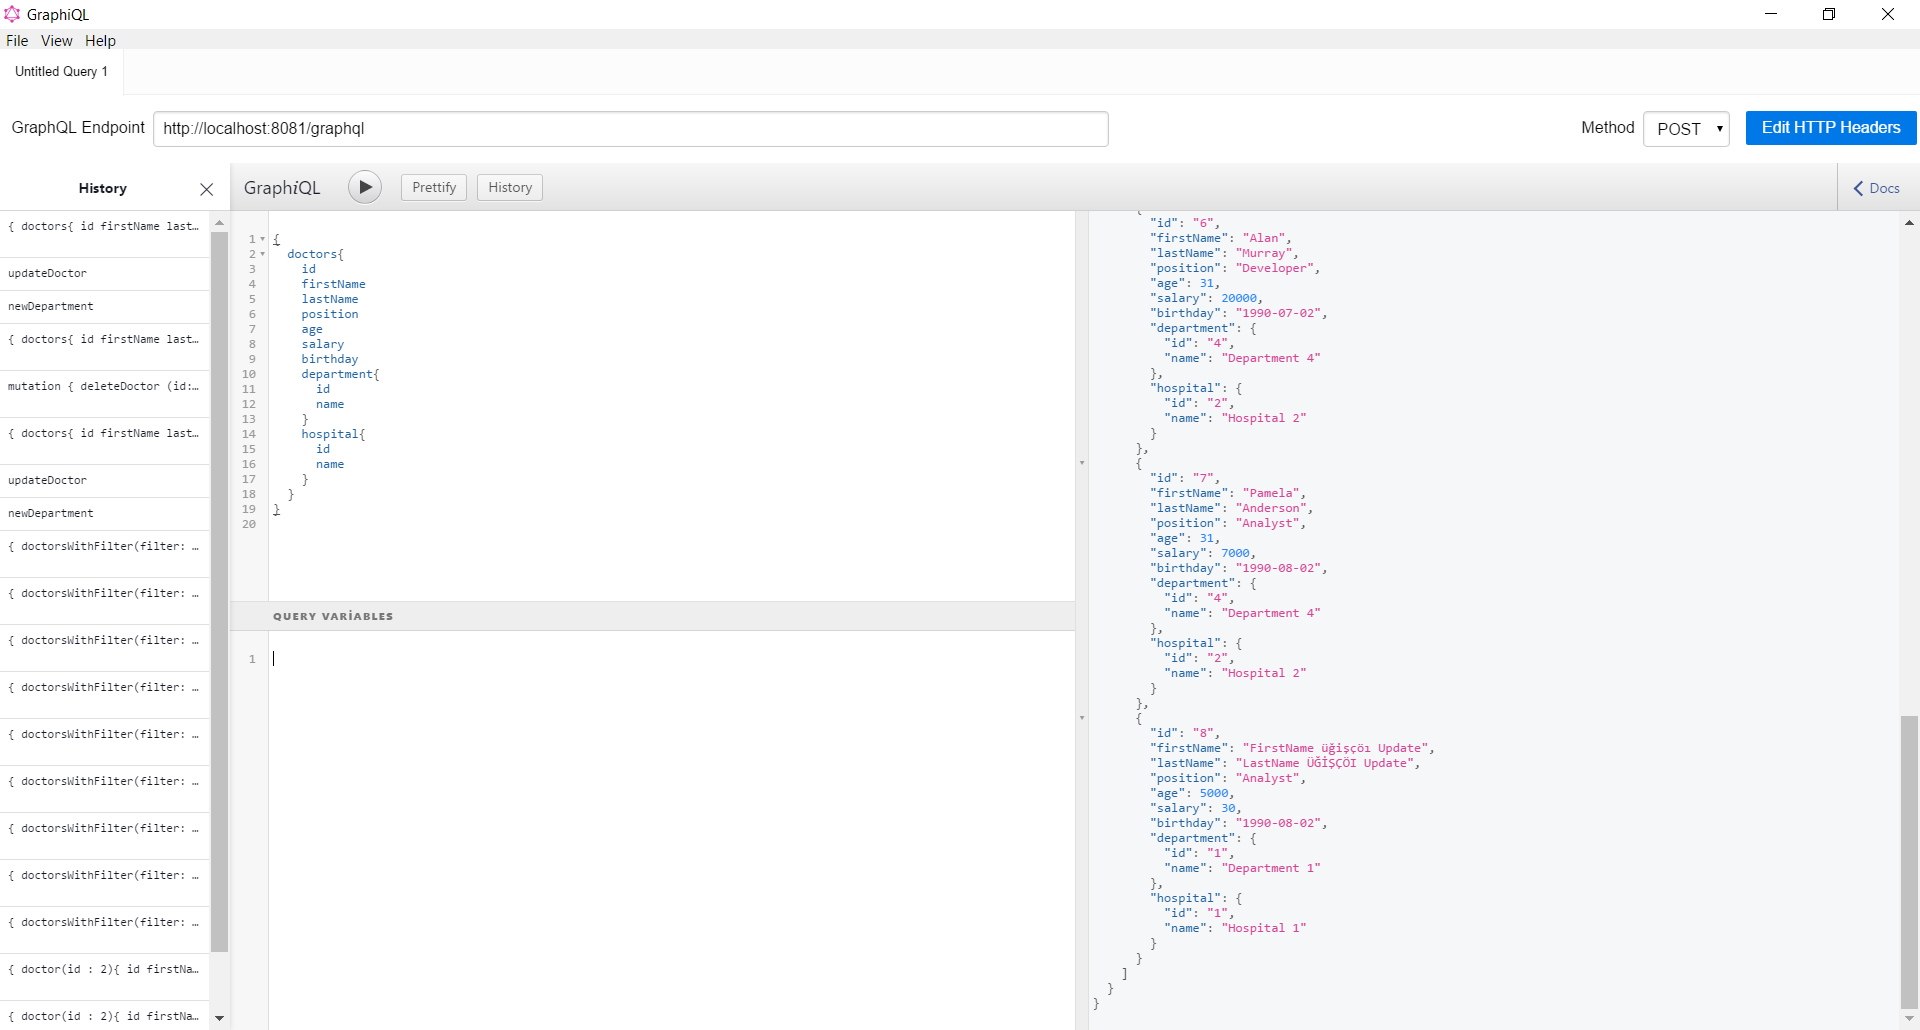 GraphiQL
File View Help
Untitled Query 1
GraphQL Endpoint http://localhost:8081/graphql Method POST Edit HTTP Headers
History
{ doctors{ id firstName last…
updateDoctor
newDepartment
{ doctors{ id firstName last…
mutation { deleteDoctor (id:…
{ doctors{ id firstName last…
updateDoctor
newDepartment
{ doctorsWithFilter(filter: …
{ doctorsWithFilter(filter: …
{ doctorsWithFilter(filter: …
{ doctorsWithFilter(filter: …
{ doctorsWithFilter(filter: …
{ doctorsWithFilter(filter: …
{ doctorsWithFilter(filter: …
{ doctorsWithFilter(filter: …
{ doctorsWithFilter(filter: …
{ doctor(id : 2){ id firstNa…
{ doctor(id : 2){ id firstNa…
GraphiQL Prettify History Docs
1 {
2 doctors{
3 id
4 firstName
5 lastName
6 position
7 age
8 salary
9 birthday
10 department{
11 id
12 name
13 }
14 hospital{
15 id
16 name
17 }
18 }
19 }
20
QUERY VARİABLES
1
{
"id": "6",
"firstName": "Alan",
"lastName": "Murray",
"position": "Developer",
"age": 31,
"salary": 20000,
"birthday": "1990-07-02",
"department": {
"id": "4",
"name": "Department 4"
},
"hospital": {
"id": "2",
"name": "Hospital 2"
}
},
{
"id": "7",
"firstName": "Pamela",
"lastName": "Anderson",
"position": "Analyst",
"age": 31,
"salary": 7000,
"birthday": "1990-08-02",
"department": {
"id": "4",
"name": "Department 4"
},
"hospital": {
"id": "2",
"name": "Hospital 2"
}
},
{
"id": "8",
"firstName": "FirstName üğişçöı Update",
"lastName": "LastName ÜĞİŞÇÖI Update",
"position": "Analyst",
"age": 5000,
"salary": 30,
"birthday": "1990-08-02",
"department": {
"id": "1",
"name": "Department 1"
},
"hospital": {
"id": "1",
"name": "Hospital 1"
}
}
]
}
}